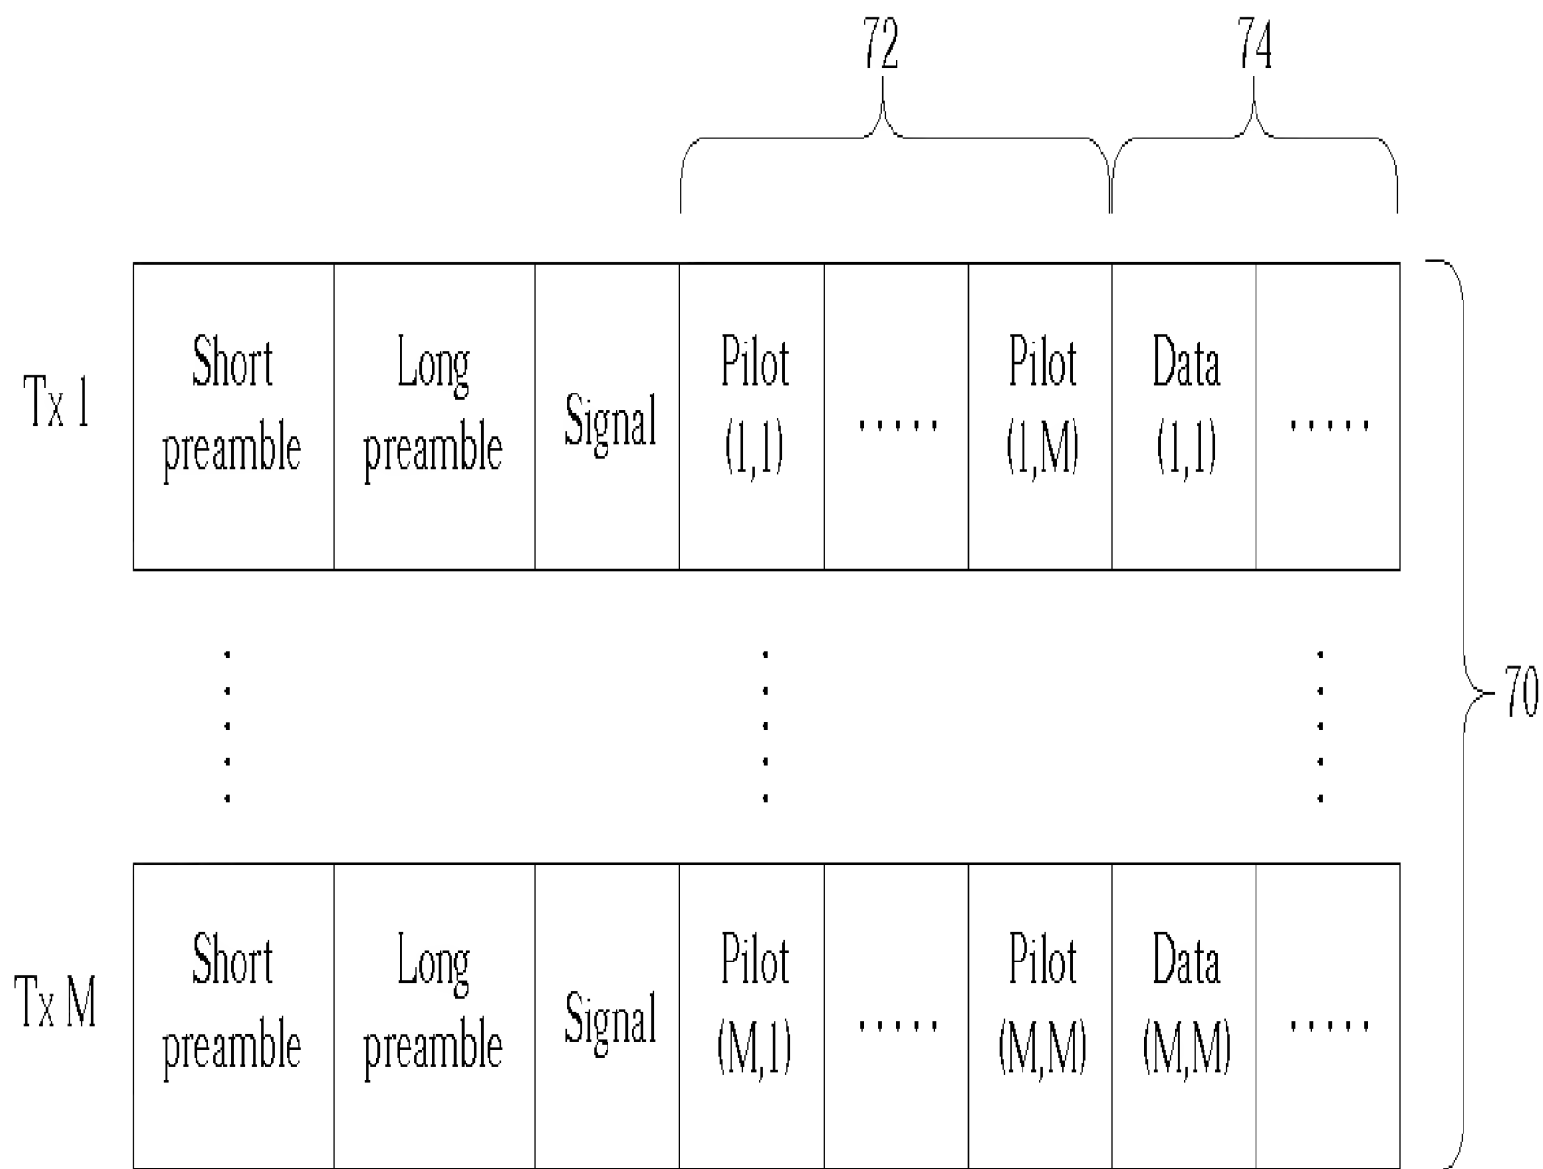 72
74
Tx 1
Short
preamble
Long
preamble
Signal
Pilot
(1,1)
.....
Pilot
(1,M)
Data
(1,1)
.....
70
Tx M
Short
preamble
Long
preamble
Signal
Pilot
(M,1)
.....
Pilot
(M,M)
Data
(M,M)
.....